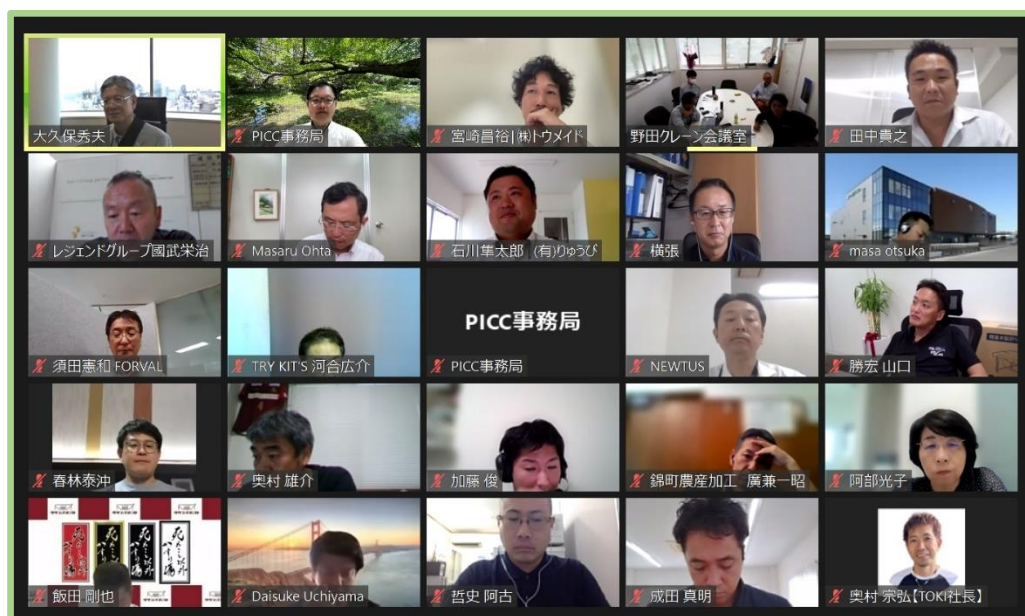 大久保秀夫
PICC事務局
宮崎昌裕|㈱トウメイド
野田クレーン会議室
田中貴之
レジェンドグループ國武栄治
Masaru Ohta
石川隼太郎 (有)りゅうび
横張
masa otsuka
須田憲和 FORVAL
TRY KIT'S 河合広介
PICC事務局
PICC事務局
NEWTUS
勝宏 山口
春林泰沖
奥村 雄介
加藤 俊
錦町農産加工 廣兼一昭
阿部光子
飯田 剛也
Daisuke Uchiyama
哲史 阿古
成田 真明
奥村 宗弘【TOKI社長】